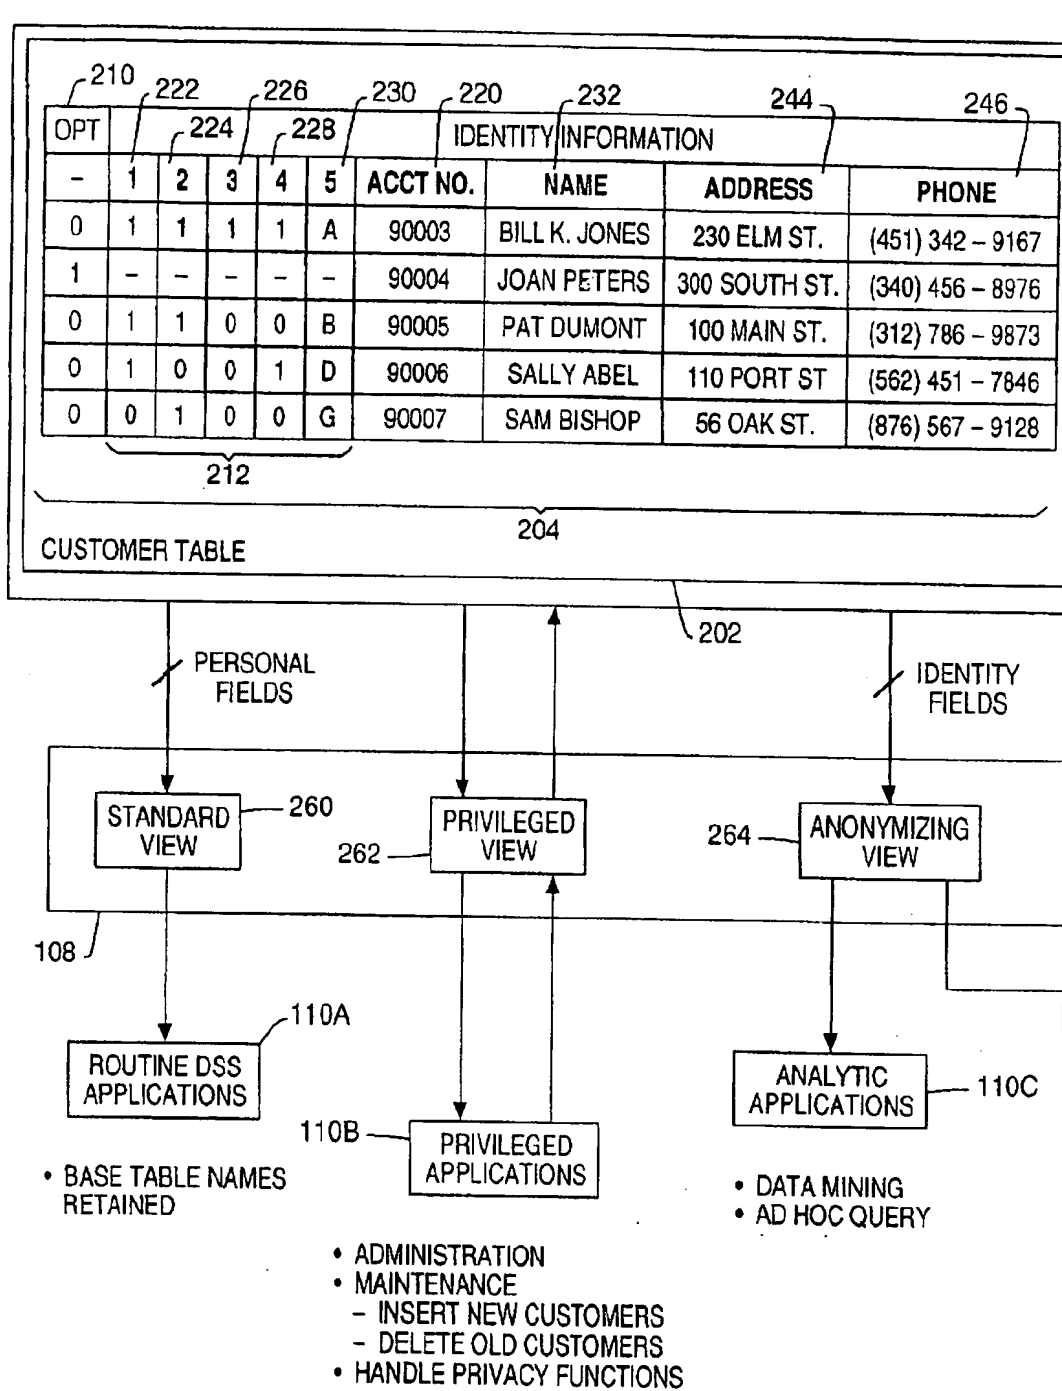 210 222 226 230 220 232 244 246
OPT 224 228 IDENTITY INFORMATION
– 1 2 3 4 5 ACCT NO. NAME ADDRESS PHONE
0 1 1 1 1 A 90003 BILL K. JONES 230 ELM ST. (451) 342 – 9167
1 – – – – – 90004 JOAN PETERS 300 SOUTH ST. (340) 456 – 8976
0 1 1 0 0 B 90005 PAT DUMONT 100 MAIN ST. (312) 786 – 9873
0 1 0 0 1 D 90006 SALLY ABEL 110 PORT ST (562) 451 – 7846
0 0 1 0 0 G 90007 SAM BISHOP 56 OAK ST. (876) 567 – 9128
212
204
CUSTOMER TABLE
202
PERSONAL
FIELDS
IDENTITY
FIELDS
STANDARD
VIEW
260
PRIVILEGED
VIEW
262
264
ANONYMIZING
VIEW
108
110A
ROUTINE DSS
APPLICATIONS
• BASE TABLE NAMES
RETAINED
110B
PRIVILEGED
APPLICATIONS
• ADMINISTRATION
• MAINTENANCE
– INSERT NEW CUSTOMERS
– DELETE OLD CUSTOMERS
• HANDLE PRIVACY FUNCTIONS
ANALYTIC
APPLICATIONS
110C
• DATA MINING
• AD HOC QUERY